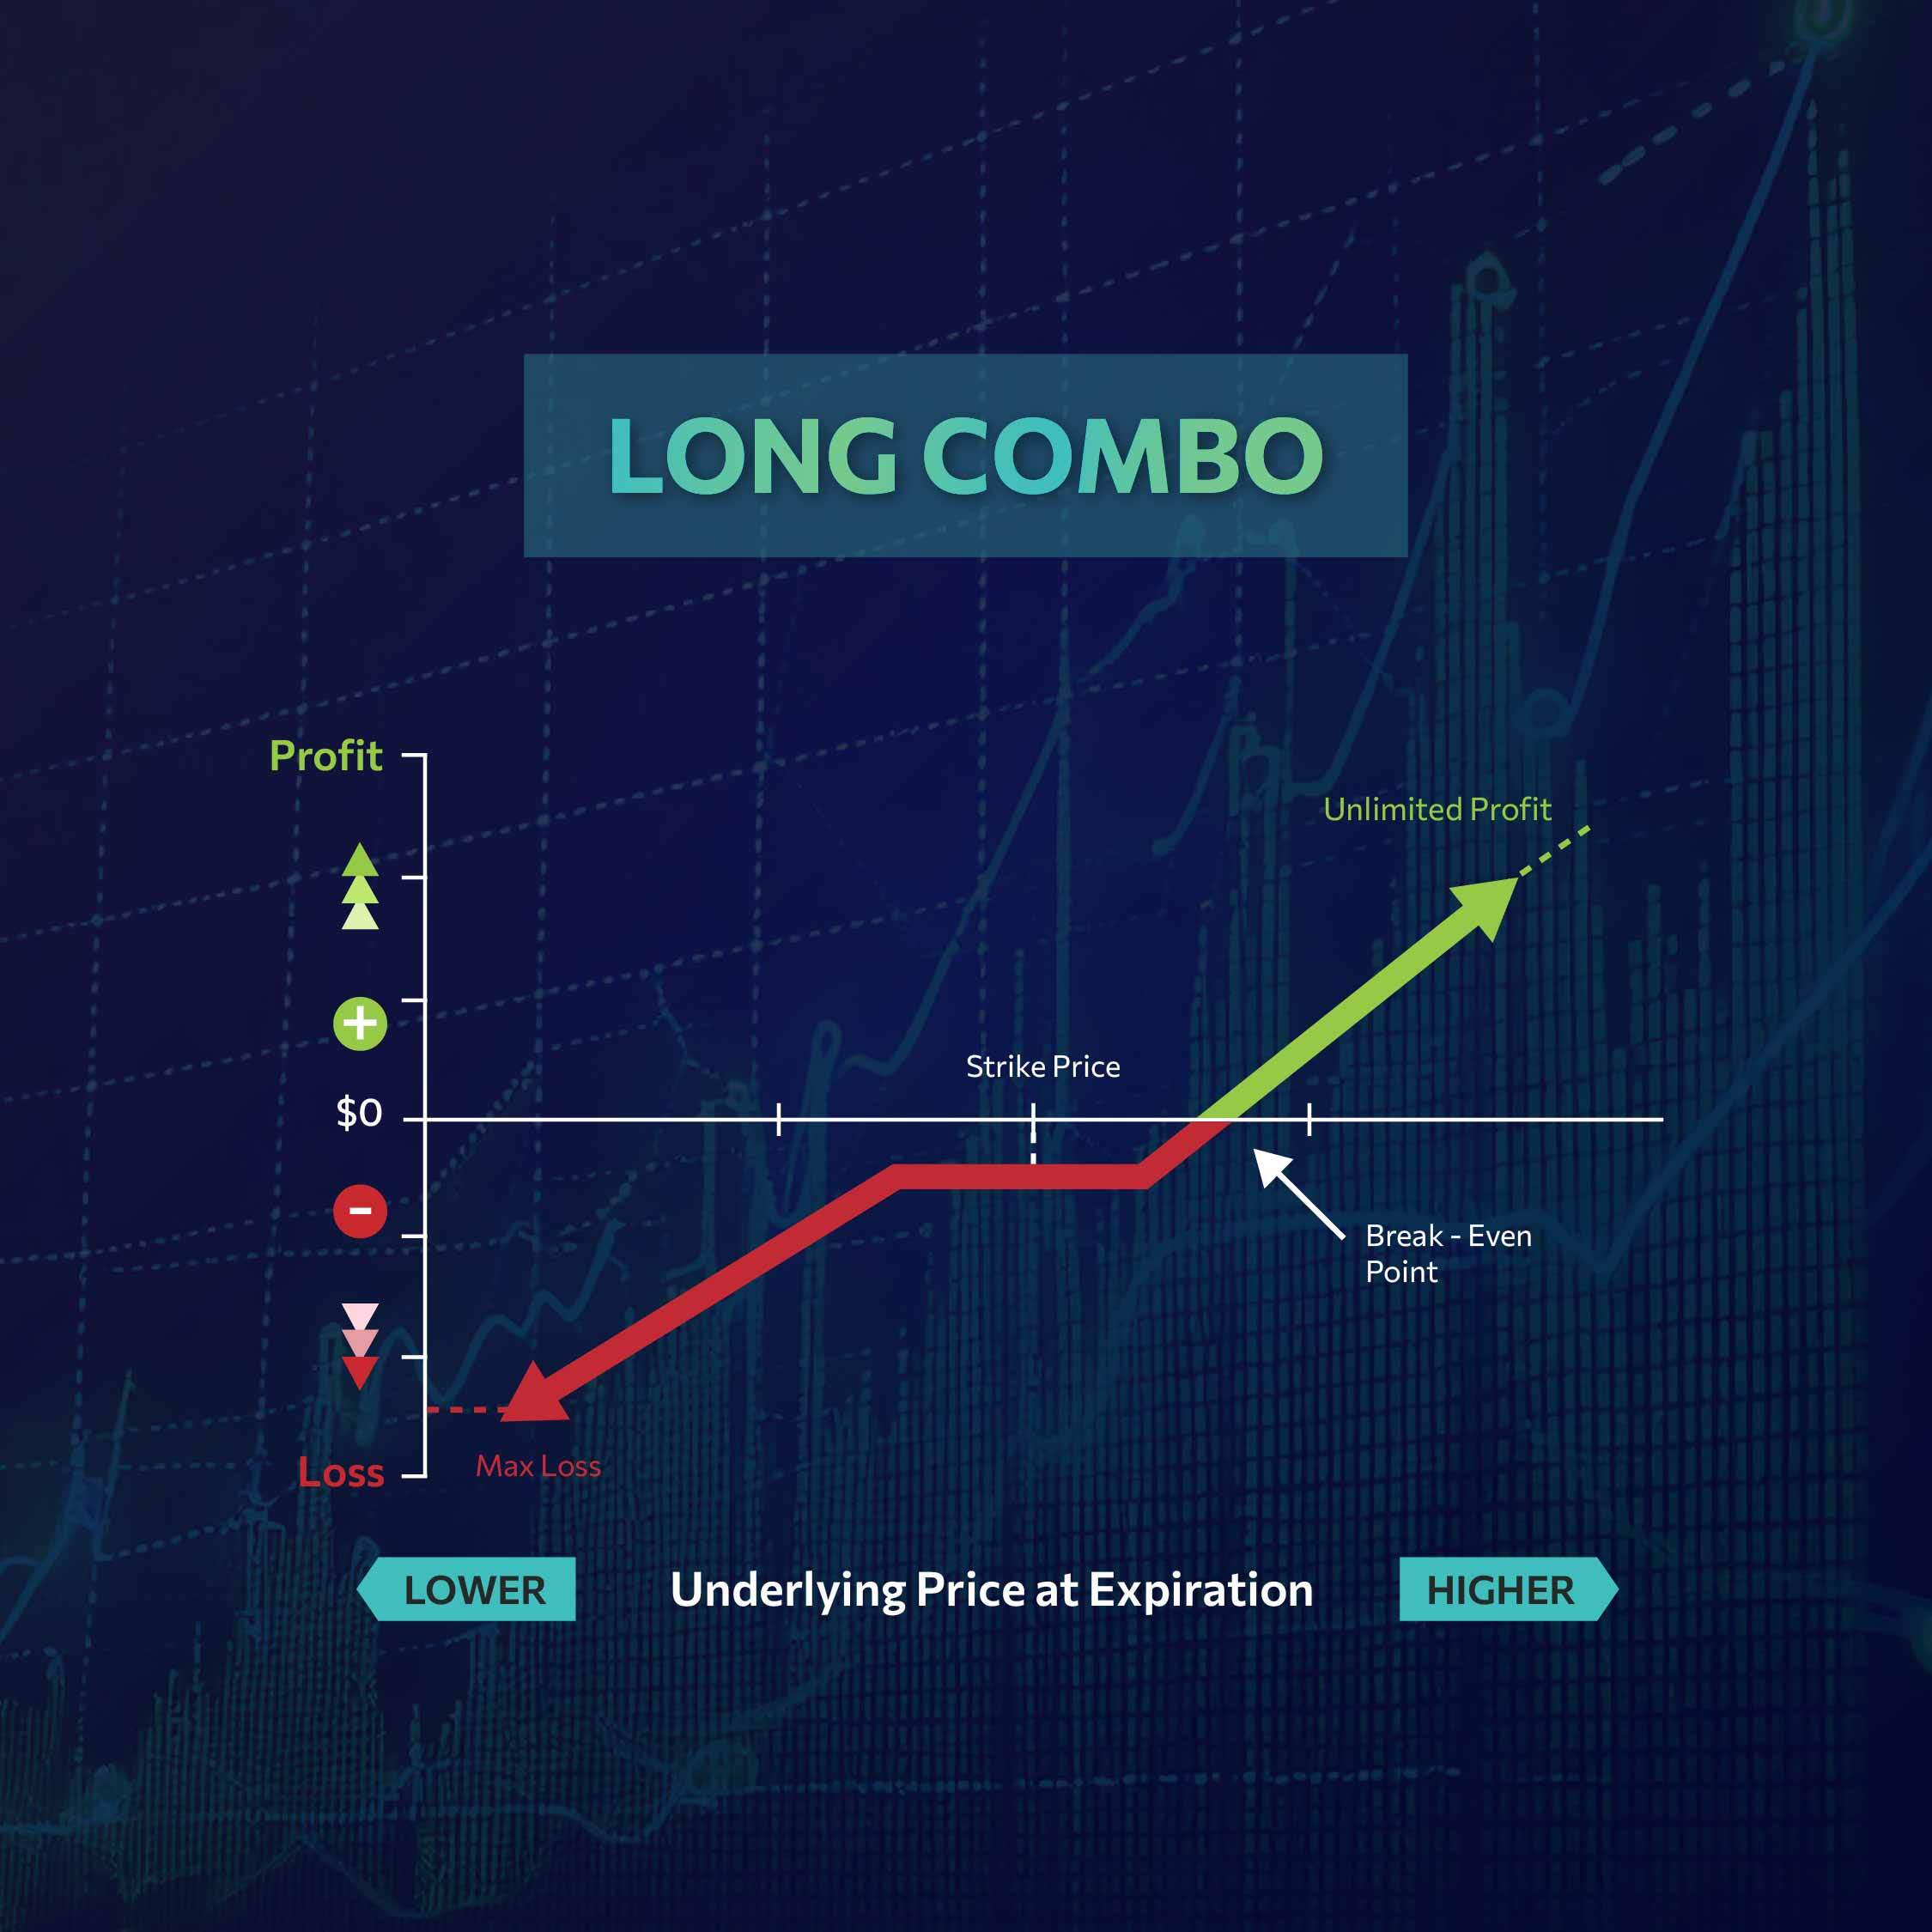 LONG COMBO
Profit
Unlimited Profit
+
Strike Price
$0
-
Break - Even
Point
Max Loss
Loss
LOWER
Underlying Price at Expiration
HIGHER